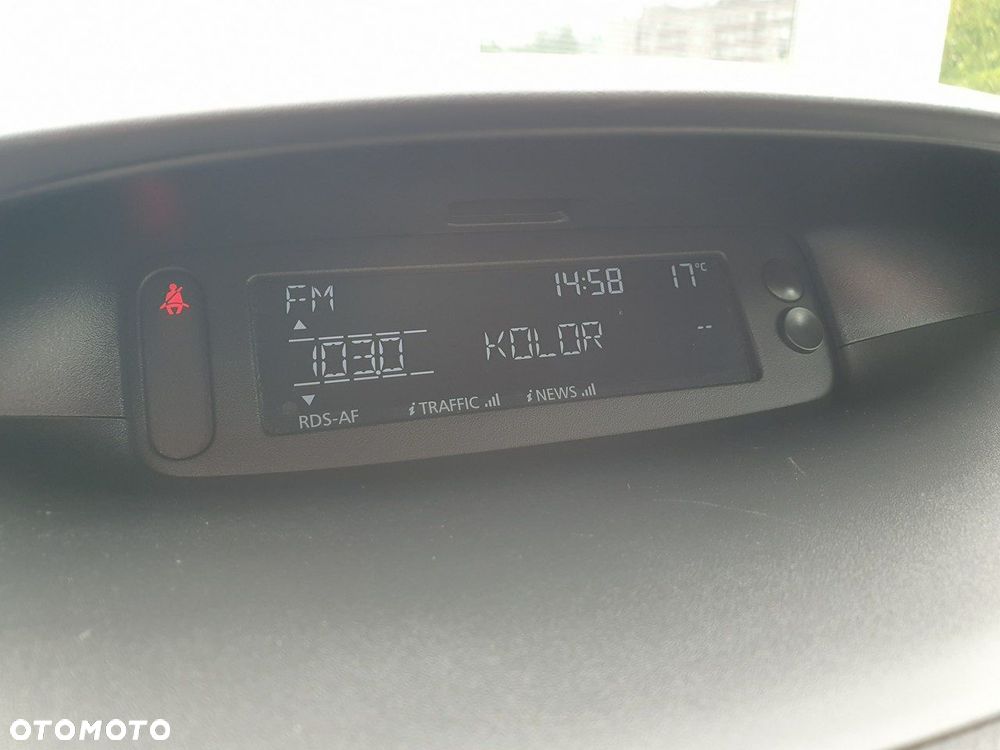 FM 14:58 17°C
103.0 KOLOR --
RDS-AF i TRAFFIC i NEWS
OTOMOTO